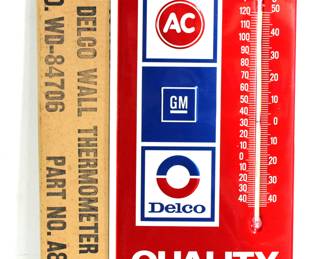 DELCO WALL THERMOMETER
O. WD-84706 PART NO. A8
AC
GM
Delco
QUALITY
120 50
110
100 40
90 30
80
70 20
60
50 10
40
30 0
20
10 10
0
10 20
20 30
30
40 40